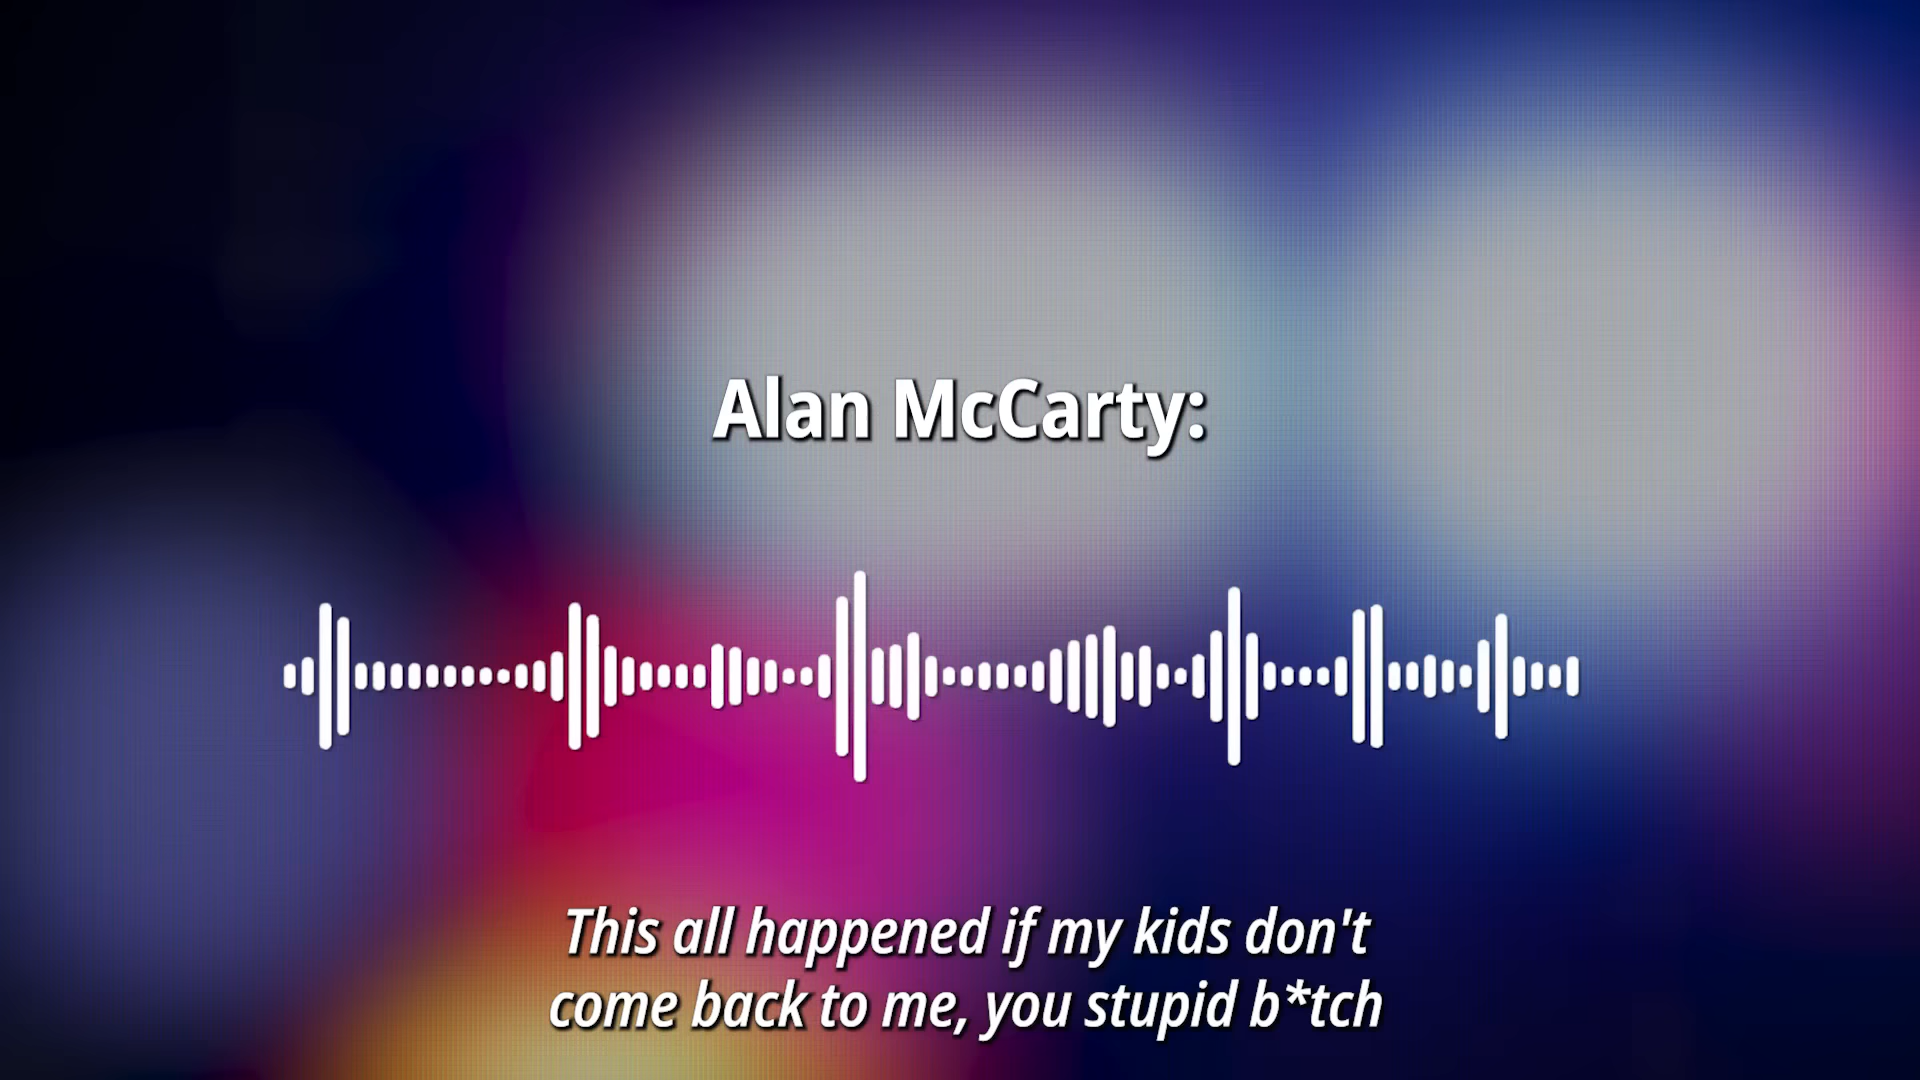 Alan McCarty:
This all happened if my kids don't
come back to me, you stupid b*tch